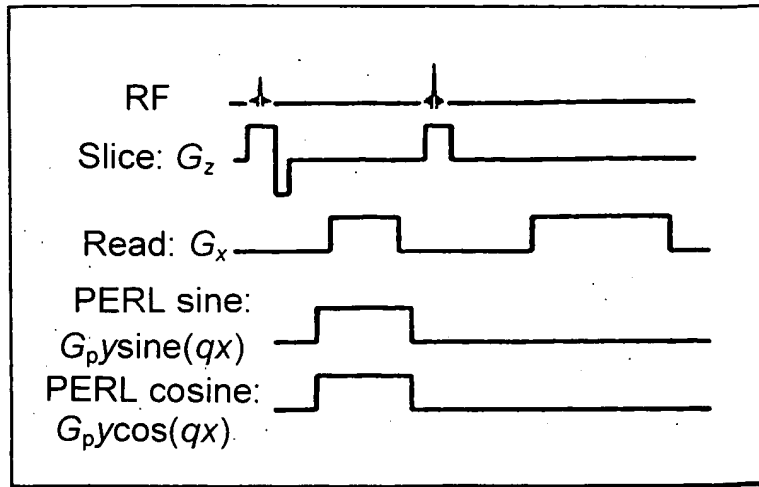 RF
Slice: Gz
Read: Gx
PERL sine:
Gpysine(qx)
PERL cosine:
Gpycos(qx)